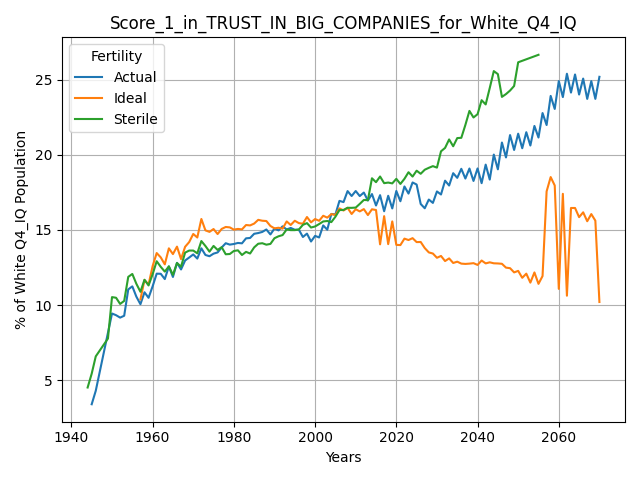 Score_1_in_TRUST_IN_BIG_COMPANIES_for_White_Q4_IQ
Fertility
Actual
Ideal
Sterile
% of White Q4_IQ Population
25
20
15
10
5
1940 1960 1980 2000 2020 2040 2060
Years